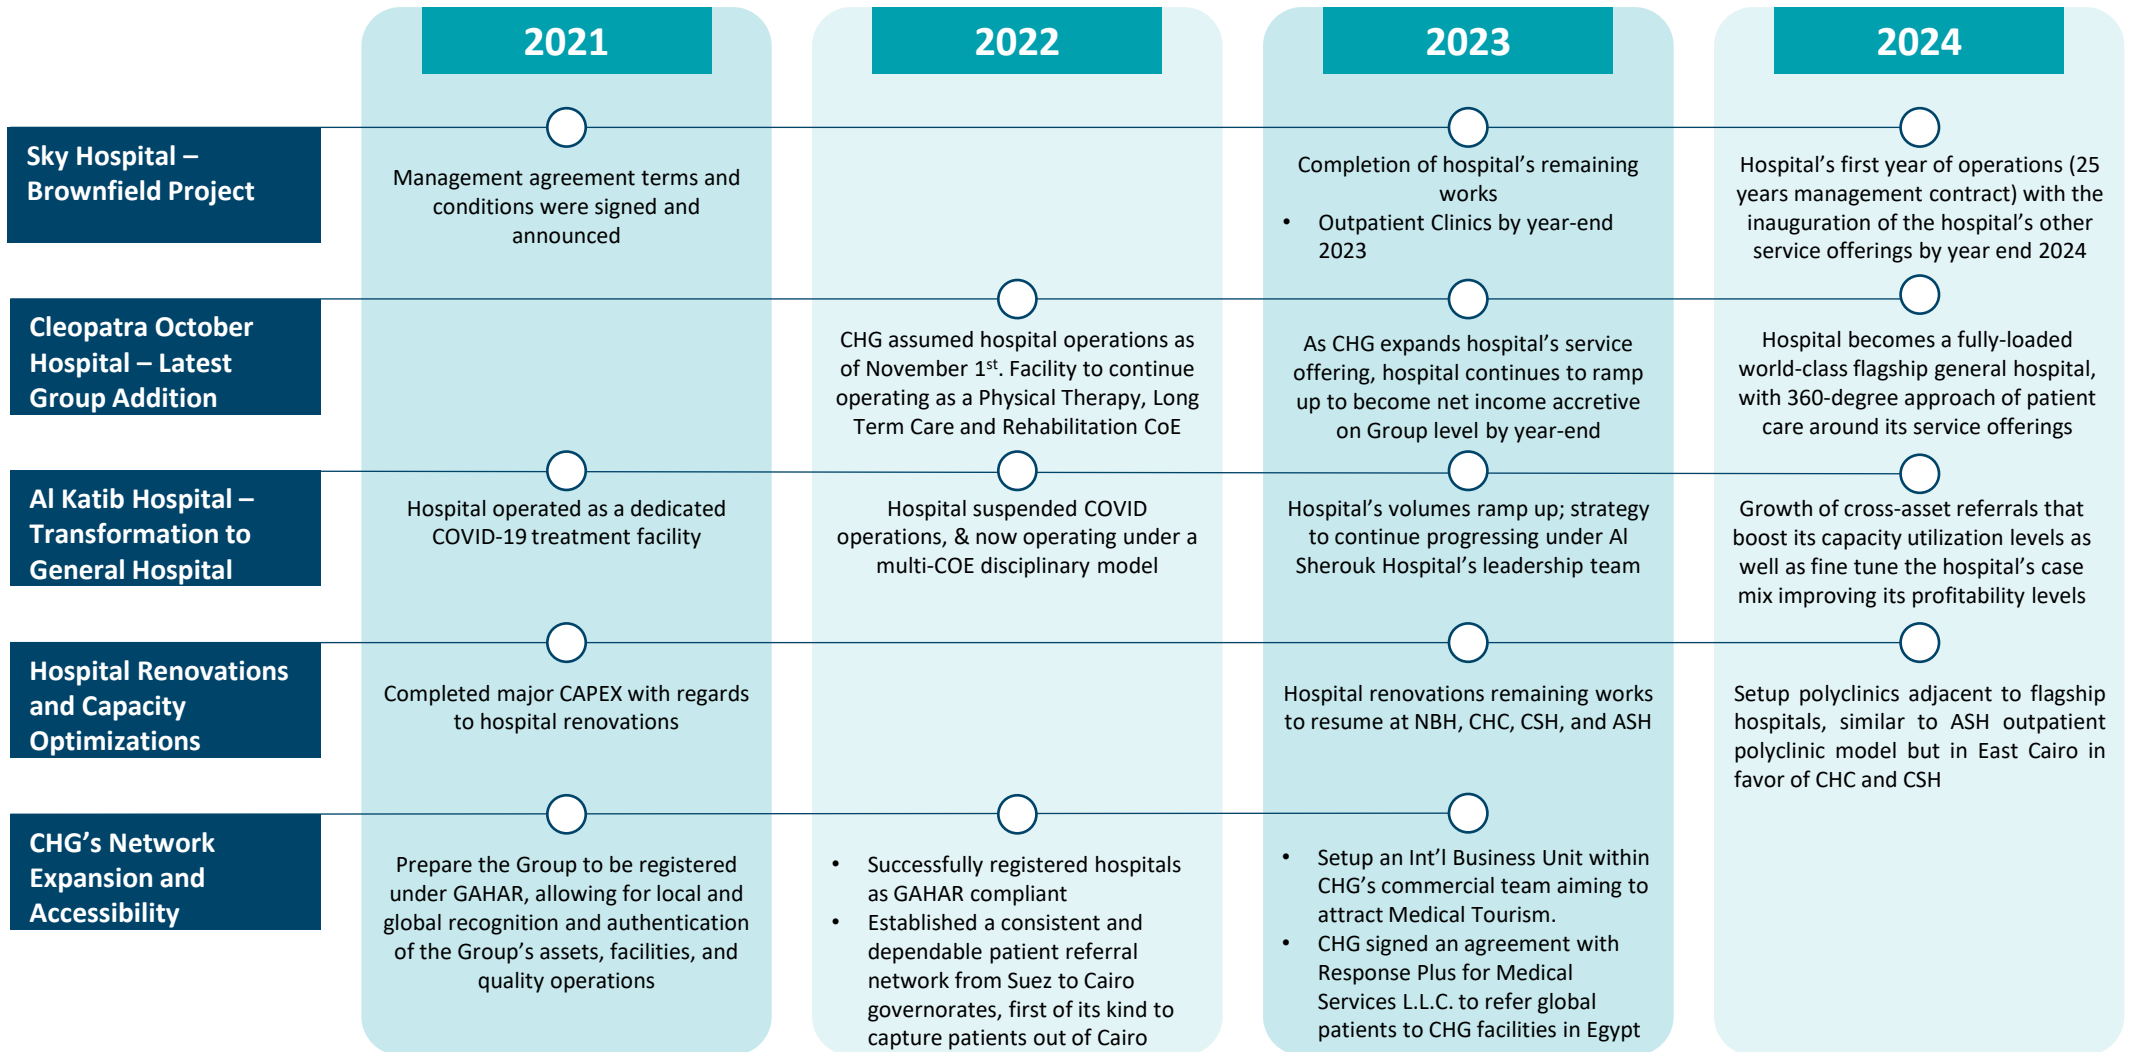 2021
2022
2023
2024
Sky Hospital –
Brownfield Project
Management agreement terms and
conditions were signed and
announced
Completion of hospital’s remaining
works
• Outpatient Clinics by year-end
2023
Hospital’s first year of operations (25
years management contract) with the
inauguration of the hospital’s other
service offerings by year end 2024
Cleopatra October
Hospital – Latest
Group Addition
CHG assumed hospital operations as
of November 1st. Facility to continue
operating as a Physical Therapy, Long
Term Care and Rehabilitation CoE
As CHG expands hospital’s service
offering, hospital continues to ramp
up to become net income accretive
on Group level by year-end
Hospital becomes a fully-loaded
world-class flagship general hospital,
with 360-degree approach of patient
care around its service offerings
Al Katib Hospital –
Transformation to
General Hospital
Hospital operated as a dedicated
COVID-19 treatment facility
Hospital suspended COVID
operations, & now operating under a
multi-COE disciplinary model
Hospital’s volumes ramp up; strategy
to continue progressing under Al
Sherouk Hospital’s leadership team
Growth of cross-asset referrals that
boost its capacity utilization levels as
well as fine tune the hospital’s case
mix improving its profitability levels
Hospital Renovations
and Capacity
Optimizations
Completed major CAPEX with regards
to hospital renovations
Hospital renovations remaining works
to resume at NBH, CHC, CSH, and ASH
Setup polyclinics adjacent to flagship
hospitals, similar to ASH outpatient
polyclinic model but in East Cairo in
favor of CHC and CSH
CHG’s Network
Expansion and
Accessibility
Prepare the Group to be registered
under GAHAR, allowing for local and
global recognition and authentication
of the Group’s assets, facilities, and
quality operations
• Successfully registered hospitals
as GAHAR compliant
• Established a consistent and
dependable patient referral
network from Suez to Cairo
governorates, first of its kind to
capture patients out of Cairo
• Setup an Int’l Business Unit within
CHG’s commercial team aiming to
attract Medical Tourism.
• CHG signed an agreement with
Response Plus for Medical
Services L.L.C. to refer global
patients to CHG facilities in Egypt